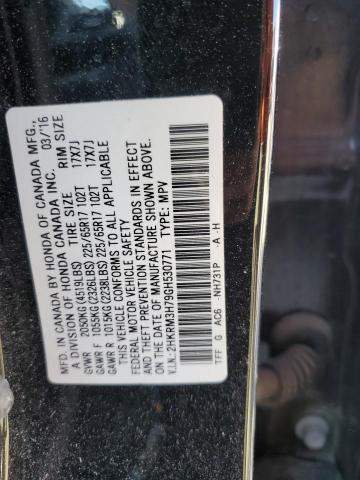 MFD. IN CANADA BY HONDA OF CANADA MFG.,
A DIVISION OF HONDA CANADA INC. 03/'16
TIRE SIZE RIM SIZE
GVWR 2050KG (4519LBS)
GAWR F 1055KG (2326LBS) 225/65R17 102T 17X7J
GAWR R 1015KG (2238LBS) 225/65R17 102T 17X7J
THIS VEHICLE CONFORMS TO ALL APPLICABLE
FEDERAL MOTOR VEHICLE SAFETY
& THEFT PREVENTION STANDARDS IN EFFECT
ON THE DATE OF MANUFACTURE SHOWN ABOVE.
V.I.N.: 2HKRM3H79GH530771 TYPE: MPV
TFF G AC6 -NH731P -A -H